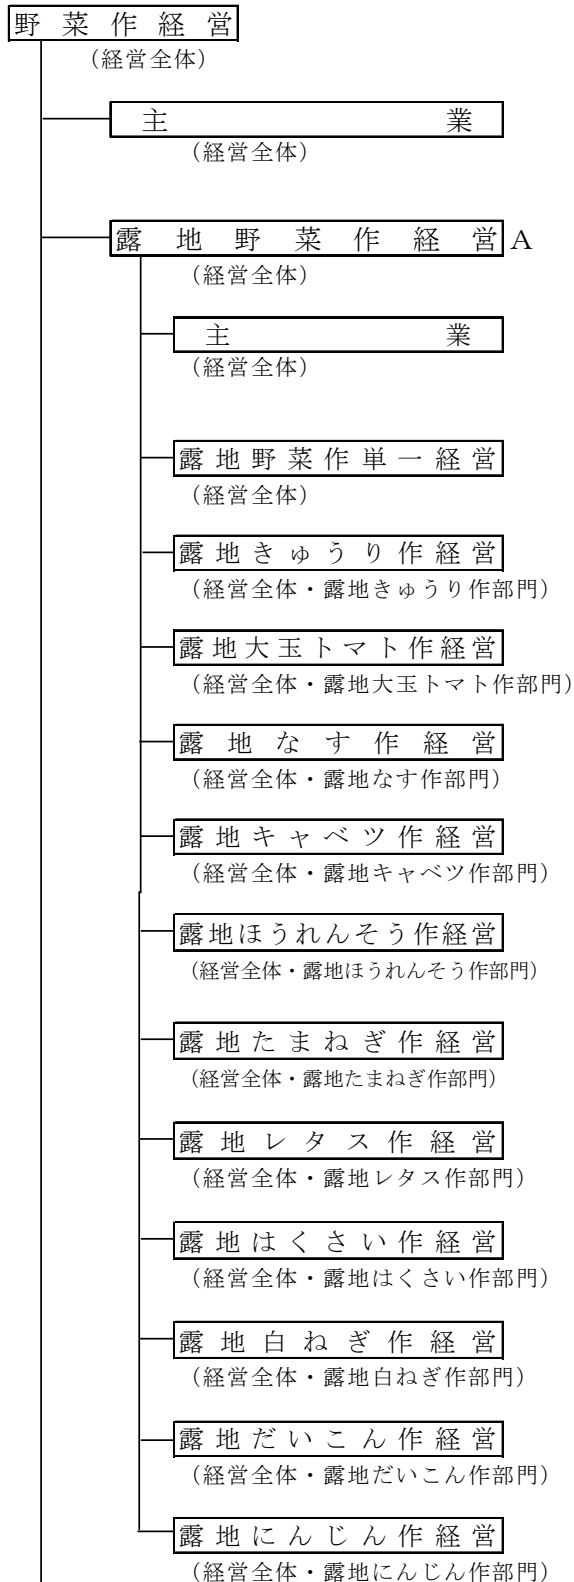 野菜作経営
（経営全体）
主業
（経営全体）
露地野菜作経営 A
（経営全体）
主業
（経営全体）
露地野菜作単一経営
（経営全体）
露地きゅうり作経営
（経営全体・露地きゅうり作部門）
露地大玉トマト作経営
（経営全体・露地大玉トマト作部門）
露地なす作経営
（経営全体・露地なす作部門）
露地キャベツ作経営
（経営全体・露地キャベツ作部門）
露地ほうれんそう作経営
（経営全体・露地ほうれんそう作部門）
露地たまねぎ作経営
（経営全体・露地たまねぎ作部門）
露地レタス作経営
（経営全体・露地レタス作部門）
露地はくさい作経営
（経営全体・露地はくさい作部門）
露地白ねぎ作経営
（経営全体・露地白ねぎ作部門）
露地だいこん作経営
（経営全体・露地だいこん作部門）
露地にんじん作経営
（経営全体・露地にんじん作部門）